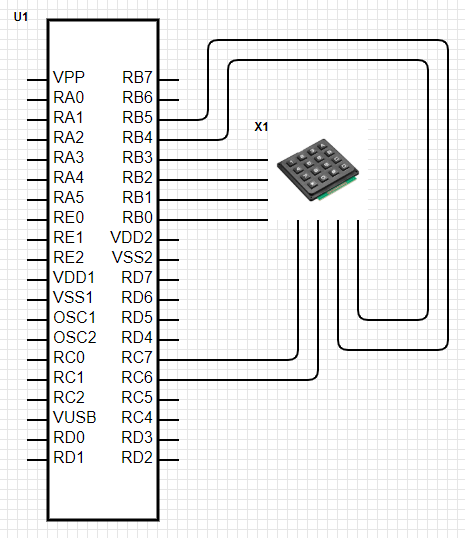 U1
X1
VPP RB7
RA0 RB6
RA1 RB5
RA2 RB4
RA3 RB3
RA4 RB2
RA5 RB1
RE0 RB0
RE1 VDD2
RE2 VSS2
VDD1 RD7
VSS1 RD6
OSC1 RD5
OSC2 RD4
RC0 RC7
RC1 RC6
RC2 RC5
VUSB RC4
RD0 RD3
RD1 RD2